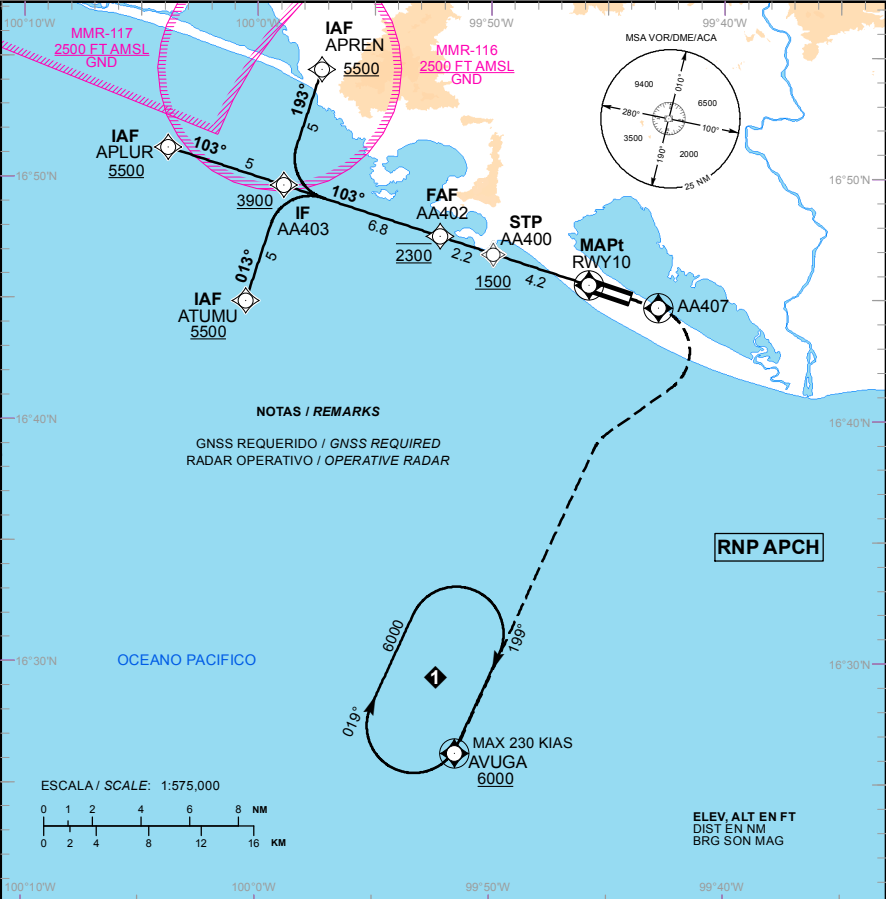 100°10'W
100°00'W
99°50'W
99°40'W
MMR-117
2500 FT AMSL
GND
IAF
APREN
5500
MMR-116
2500 FT AMSL
GND
MSA VOR/DME/ACA
9400
010°
6500
280°
100°
3500
190°
2000
25 NM
193°
5
IAF
APLUR
5500
103°
5
16°50'N
16°50'N
3900
IF
AA403
103°
6.8
FAF
AA402
2300
2.2
STP
AA400
1500
4.2
MAPt
RWY10
AA407
013°
5
IAF
ATUMU
5500
16°40'N
16°40'N
NOTAS / REMARKS
GNSS REQUERIDO / GNSS REQUIRED
RADAR OPERATIVO / OPERATIVE RADAR
RNP APCH
6000
199°
1
019°
OCEANO PACIFICO
16°30'N
16°30'N
MAX 230 KIAS
AVUGA
6000
ESCALA / SCALE: 1:575,000
0 1 2 4 6 8 NM
0 2 4 8 12 16 KM
ELEV, ALT EN FT
DIST EN NM
BRG SON MAG
100°10'W
100°00'W
99°50'W
99°40'W